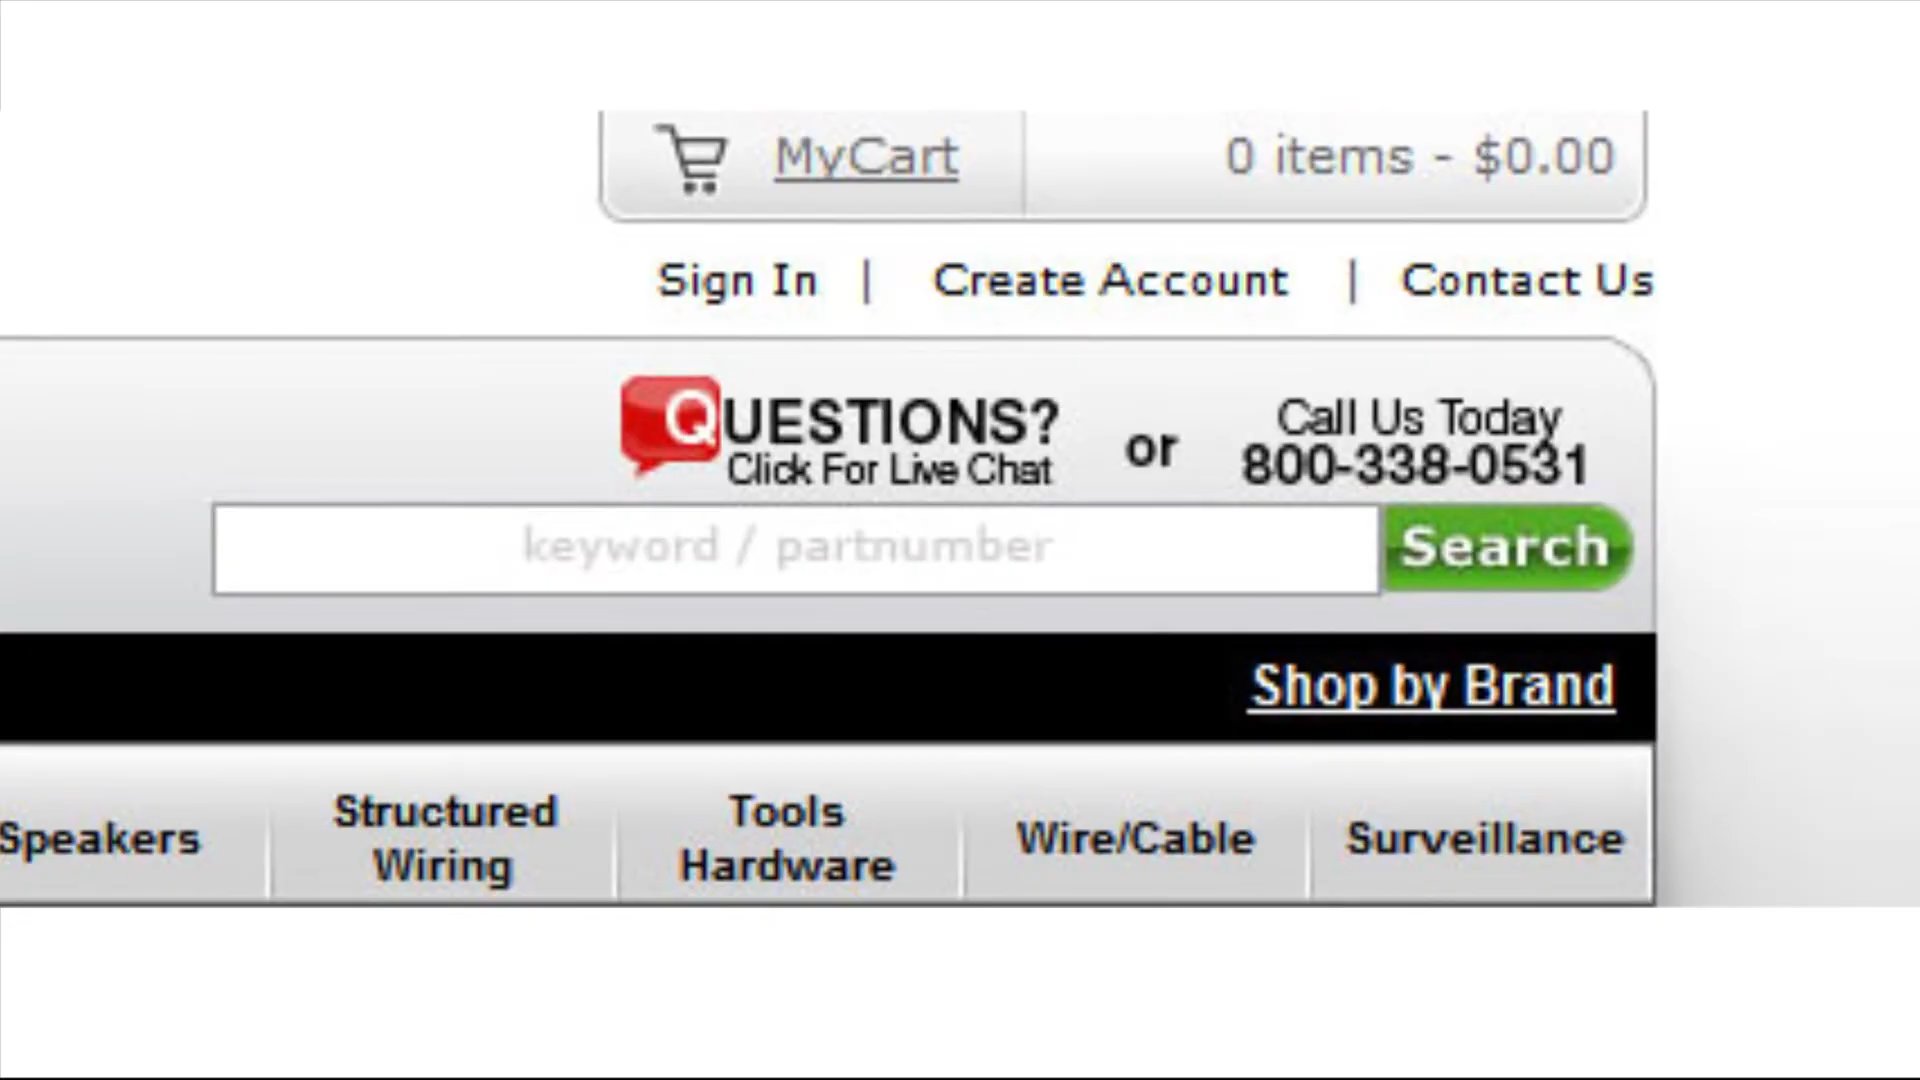 MyCart 0 items - $0.00
Sign In | Create Account | Contact Us
QUESTIONS?
Click For Live Chat
or
Call Us Today
800-338-0531
keyword / partnumber
Search
Shop by Brand
Speakers
Structured
Wiring
Tools
Hardware
Wire/Cable
Surveillance